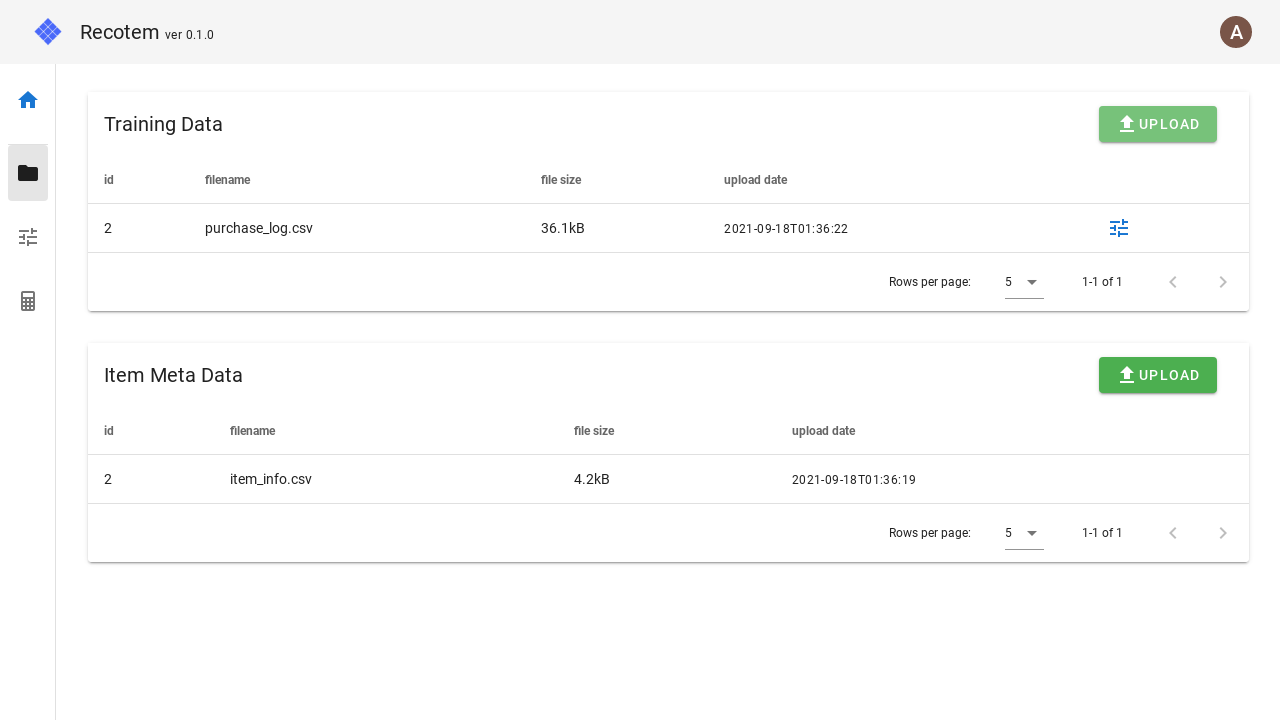 Recotem ver 0.1.0
A
Training Data
UPLOAD
id filename file size upload date
2 purchase_log.csv 36.1kB 2021-09-18T01:36:22
Rows per page: 5 1-1 of 1
Item Meta Data
UPLOAD
id filename file size upload date
2 item_info.csv 4.2kB 2021-09-18T01:36:19
Rows per page: 5 1-1 of 1